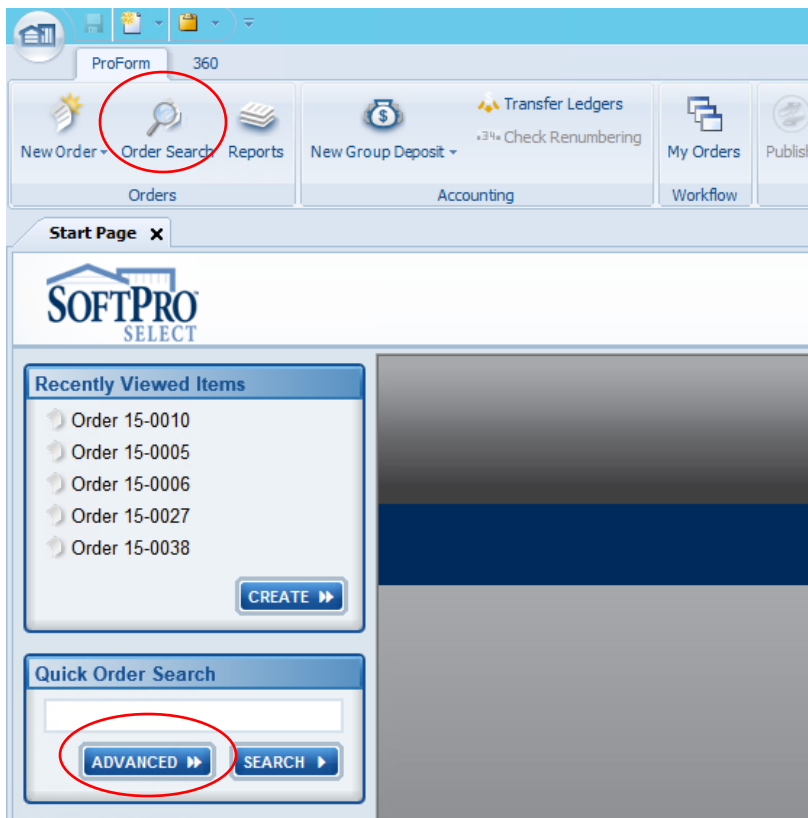 ProForm 360
New Order Order Search Reports New Group Deposit Transfer Ledgers
Check Renumbering
My Orders Publish
Orders Accounting Workflow
Start Page x
SOFTPRO
SELECT
Recently Viewed Items
Order 15-0010
Order 15-0005
Order 15-0006
Order 15-0027
Order 15-0038
CREATE
Quick Order Search
ADVANCED SEARCH